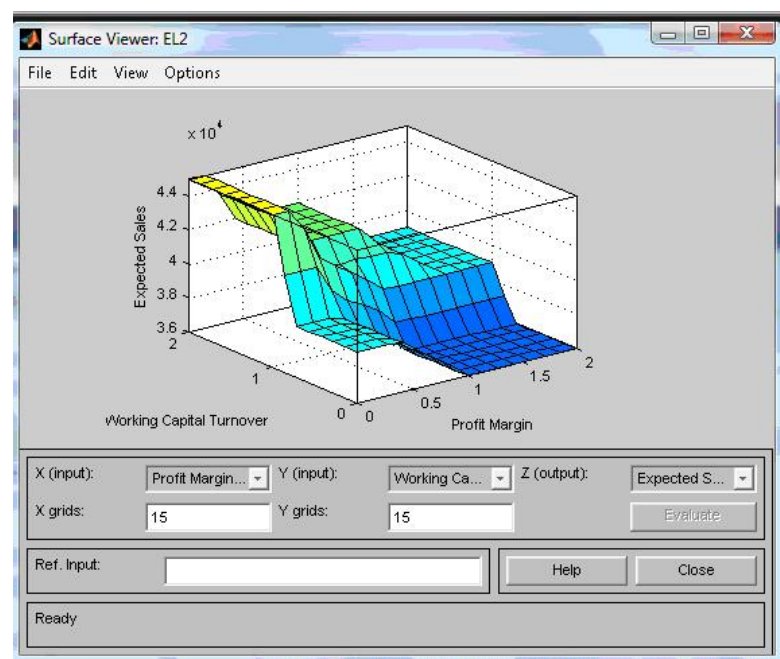 Surface Viewer: EL2
File Edit View Options
x 10^4
4.4
4.2
4
3.8
3.6
Expected Sales
2
1
0
Working Capital Turnover
0
0.5
1
1.5
2
Profit Margin
X (input): Profit Margin... Y (input): Working Ca... Z (output): Expected S...
X grids: 15 Y grids: 15 Evaluate
Ref. Input: Help Close
Ready